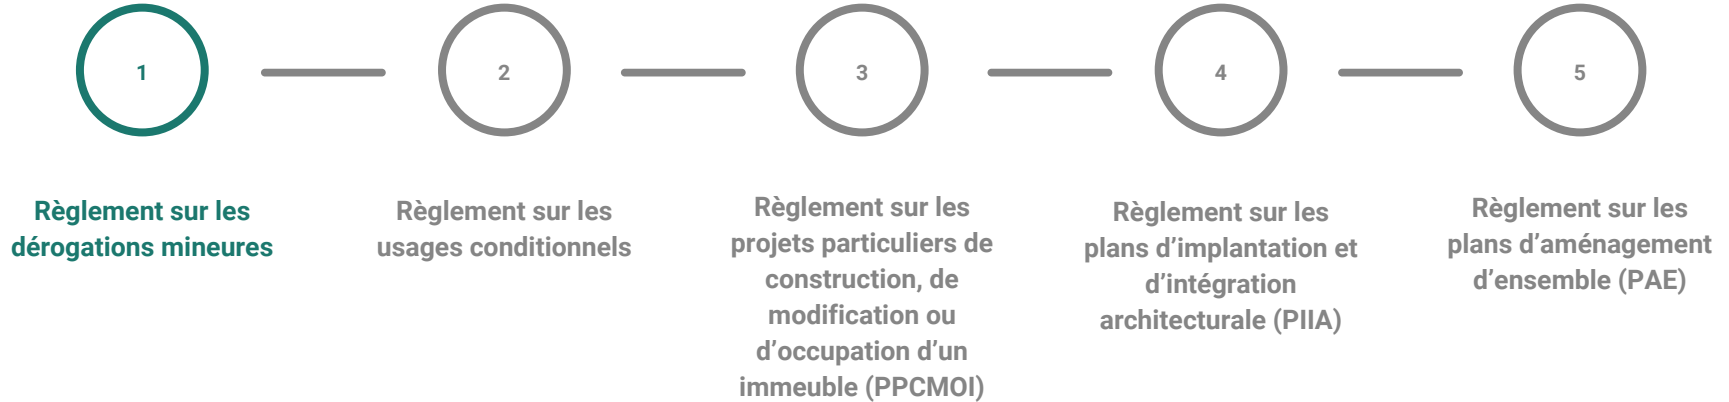 1
Règlement sur les
dérogations mineures
2
Règlement sur les
usages conditionnels
3
Règlement sur les
projets particuliers de
construction, de
modification ou
d’occupation d’un
immeuble (PPCMOI)
4
Règlement sur les
plans d’implantation et
d’intégration
architecturale (PIIA)
5
Règlement sur les
plans d’aménagement
d’ensemble (PAE)